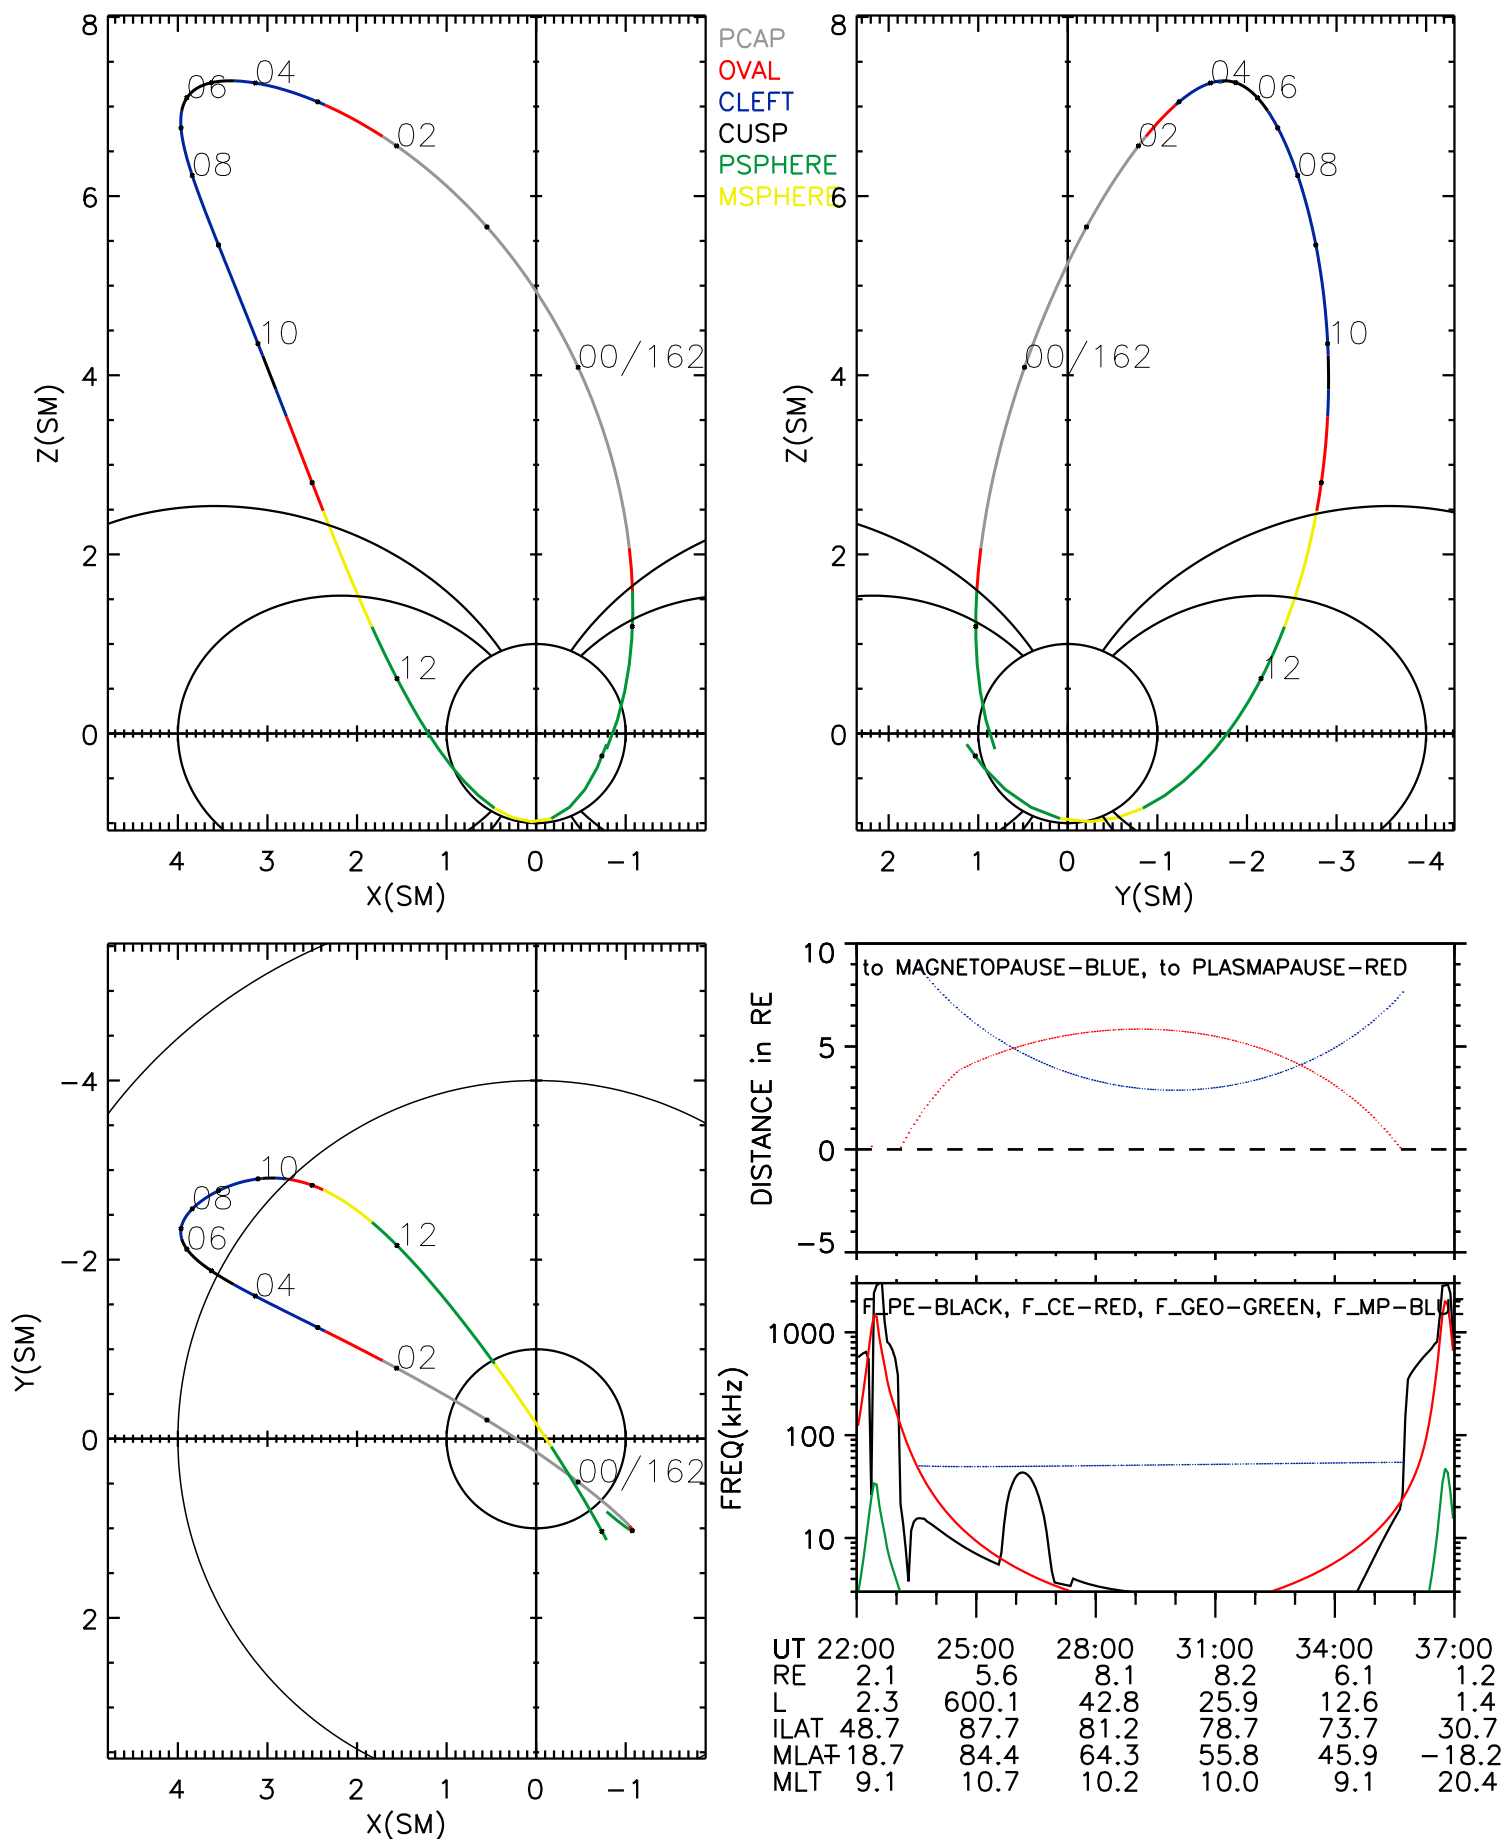 PCAP
OVAL
CLEFT
CUSP
PSPHERE
MSPHERE
8
6
4
2
0
Z(SM)
4 3 2 1 0 −1
X(SM)
00/162
02
04
06
08
10
12
8
6
4
2
0
Z(SM)
2 1 0 −1 −2 −3 −4
Y(SM)
00/162
02
04
06
08
10
12
−4
−2
0
2
Y(SM)
4 3 2 1 0 −1
X(SM)
00/162
02
04
06
08
10
12
to MAGNETOPAUSE−BLUE, to PLASMAPAUSE−RED
10
5
0
−5
DISTANCE in RE
F_PE−BLACK, F_CE−RED, F_GEO−GREEN, F_MP−BLU
1000
100
10
FREQ(kHz)
UT 22:00 25:00 28:00 31:00 34:00 37:00
RE 2.1 5.6 8.1 8.2 6.1 1.2
L 2.3 600.1 42.8 25.9 12.6 1.4
ILAT 48.7 87.7 81.2 78.7 73.7 30.7
MLAT −18.7 84.4 64.3 55.8 45.9 −18.2
MLT 9.1 10.7 10.2 10.0 9.1 20.4